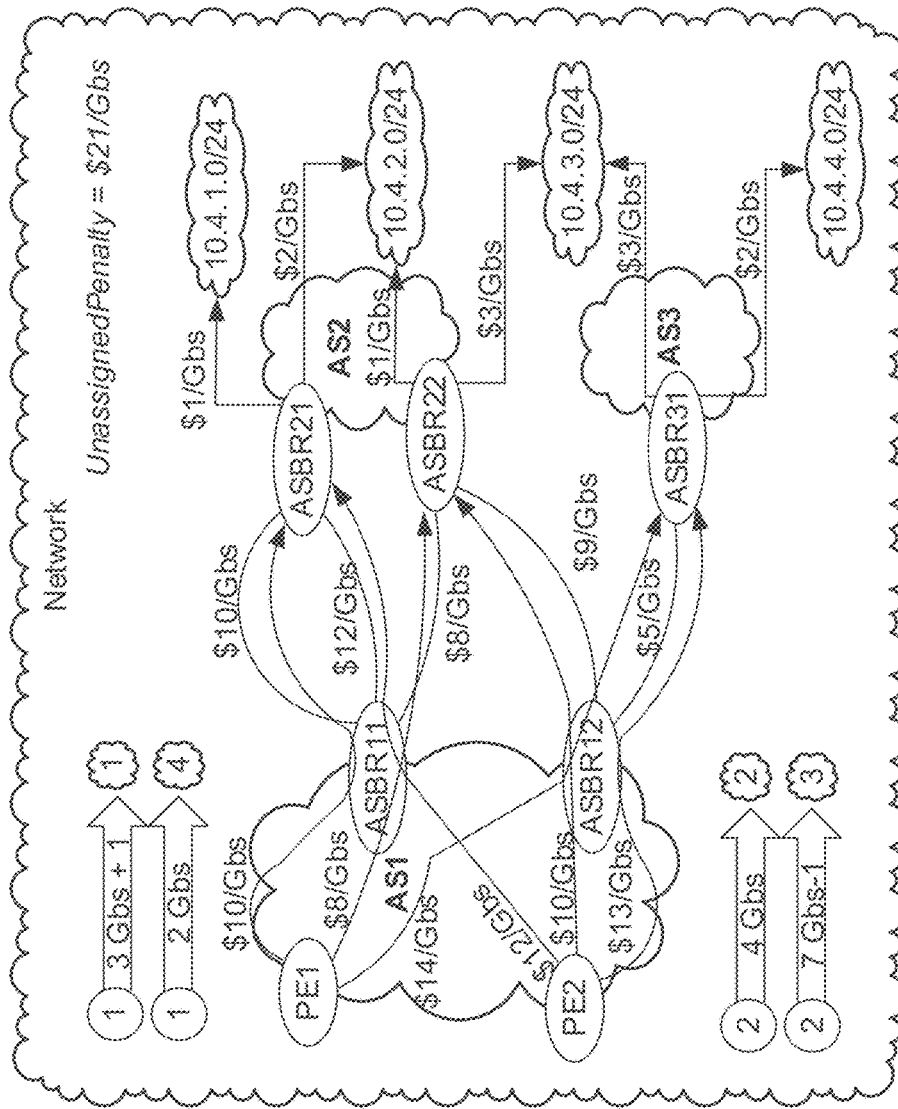 Network
UnassignedPenalty = $21/Gbs
1
3 Gbs + 1
1
1
2 Gbs
4
10.4.1.0/24
10.4.2.0/24
10.4.3.0/24
10.4.4.0/24
$1/Gbs
$2/Gbs
$1/Gbs
$3/Gbs
$3/Gbs
$2/Gbs
AS2
AS3
ASBR21
ASBR22
ASBR31
$10/Gbs
$12/Gbs
$8/Gbs
$9/Gbs
$5/Gbs
ASBR11
ASBR12
AS1
$10/Gbs
$8/Gbs
$14/Gbs
$12/Gbs
$10/Gbs
$13/Gbs
PE1
PE2
2
4 Gbs
2
2
7 Gbs-1
3